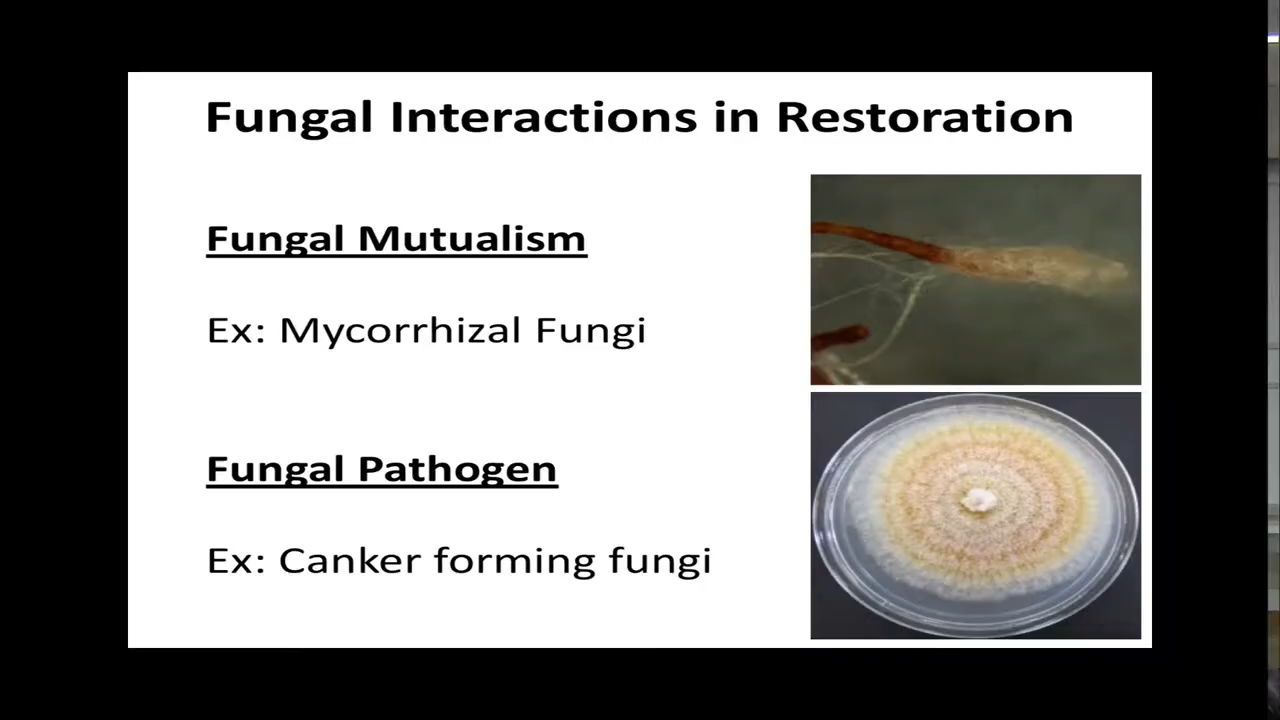 Fungal Interactions in Restoration
Fungal Mutualism
Ex: Mycorrhizal Fungi
Fungal Pathogen
Ex: Canker forming fungi